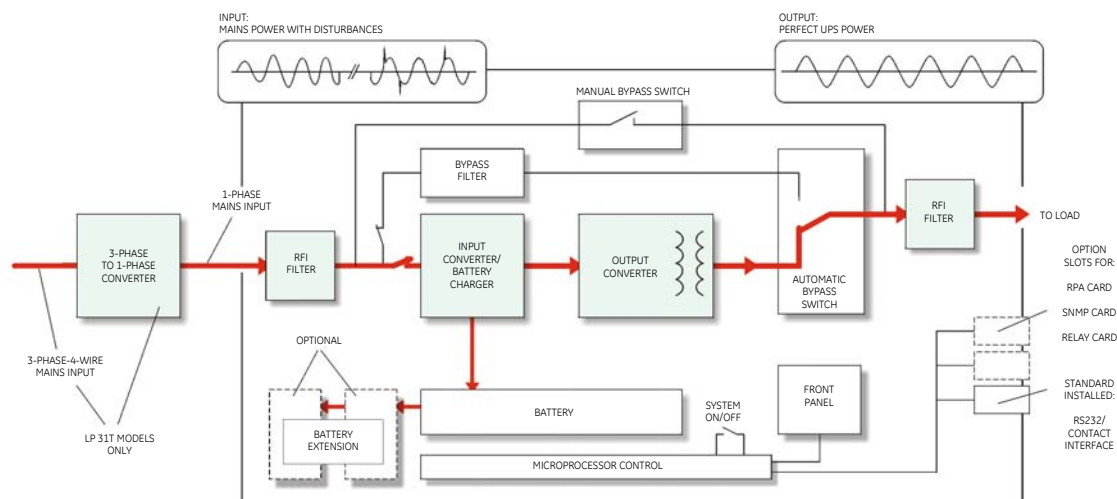 INPUT:
MAINS POWER WITH DISTURBANCES
OUTPUT:
PERFECT UPS POWER
MANUAL BYPASS SWITCH
BYPASS
FILTER
1-PHASE
MAINS INPUT
3-PHASE
TO 1-PHASE
CONVERTER
RFI
FILTER
INPUT
CONVERTER/
BATTERY
CHARGER
OUTPUT
CONVERTER
AUTOMATIC
BYPASS
SWITCH
RFI
FILTER
TO LOAD
OPTION
SLOTS FOR:
RPA CARD
SNMP CARD
RELAY CARD
3-PHASE-4-WIRE
MAINS INPUT
LP 31T MODELS
ONLY
OPTIONAL
BATTERY
EXTENSION
BATTERY
SYSTEM
ON/OFF
FRONT
PANEL
MICROPROCESSOR CONTROL
STANDARD
INSTALLED:
RS232/
CONTACT
INTERFACE